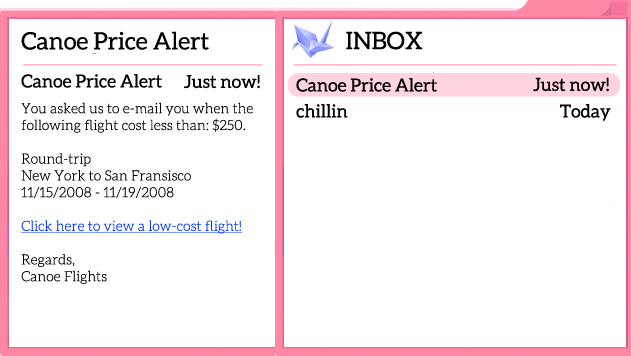 Canoe Price Alert
Canoe Price Alert Just now!
You asked us to e-mail you when the
following flight cost less than: $250.
Round-trip
New York to San Fransisco
11/15/2008 - 11/19/2008
Click here to view a low-cost flight!
Regards,
Canoe Flights
INBOX
Canoe Price Alert Just now!
chillin Today